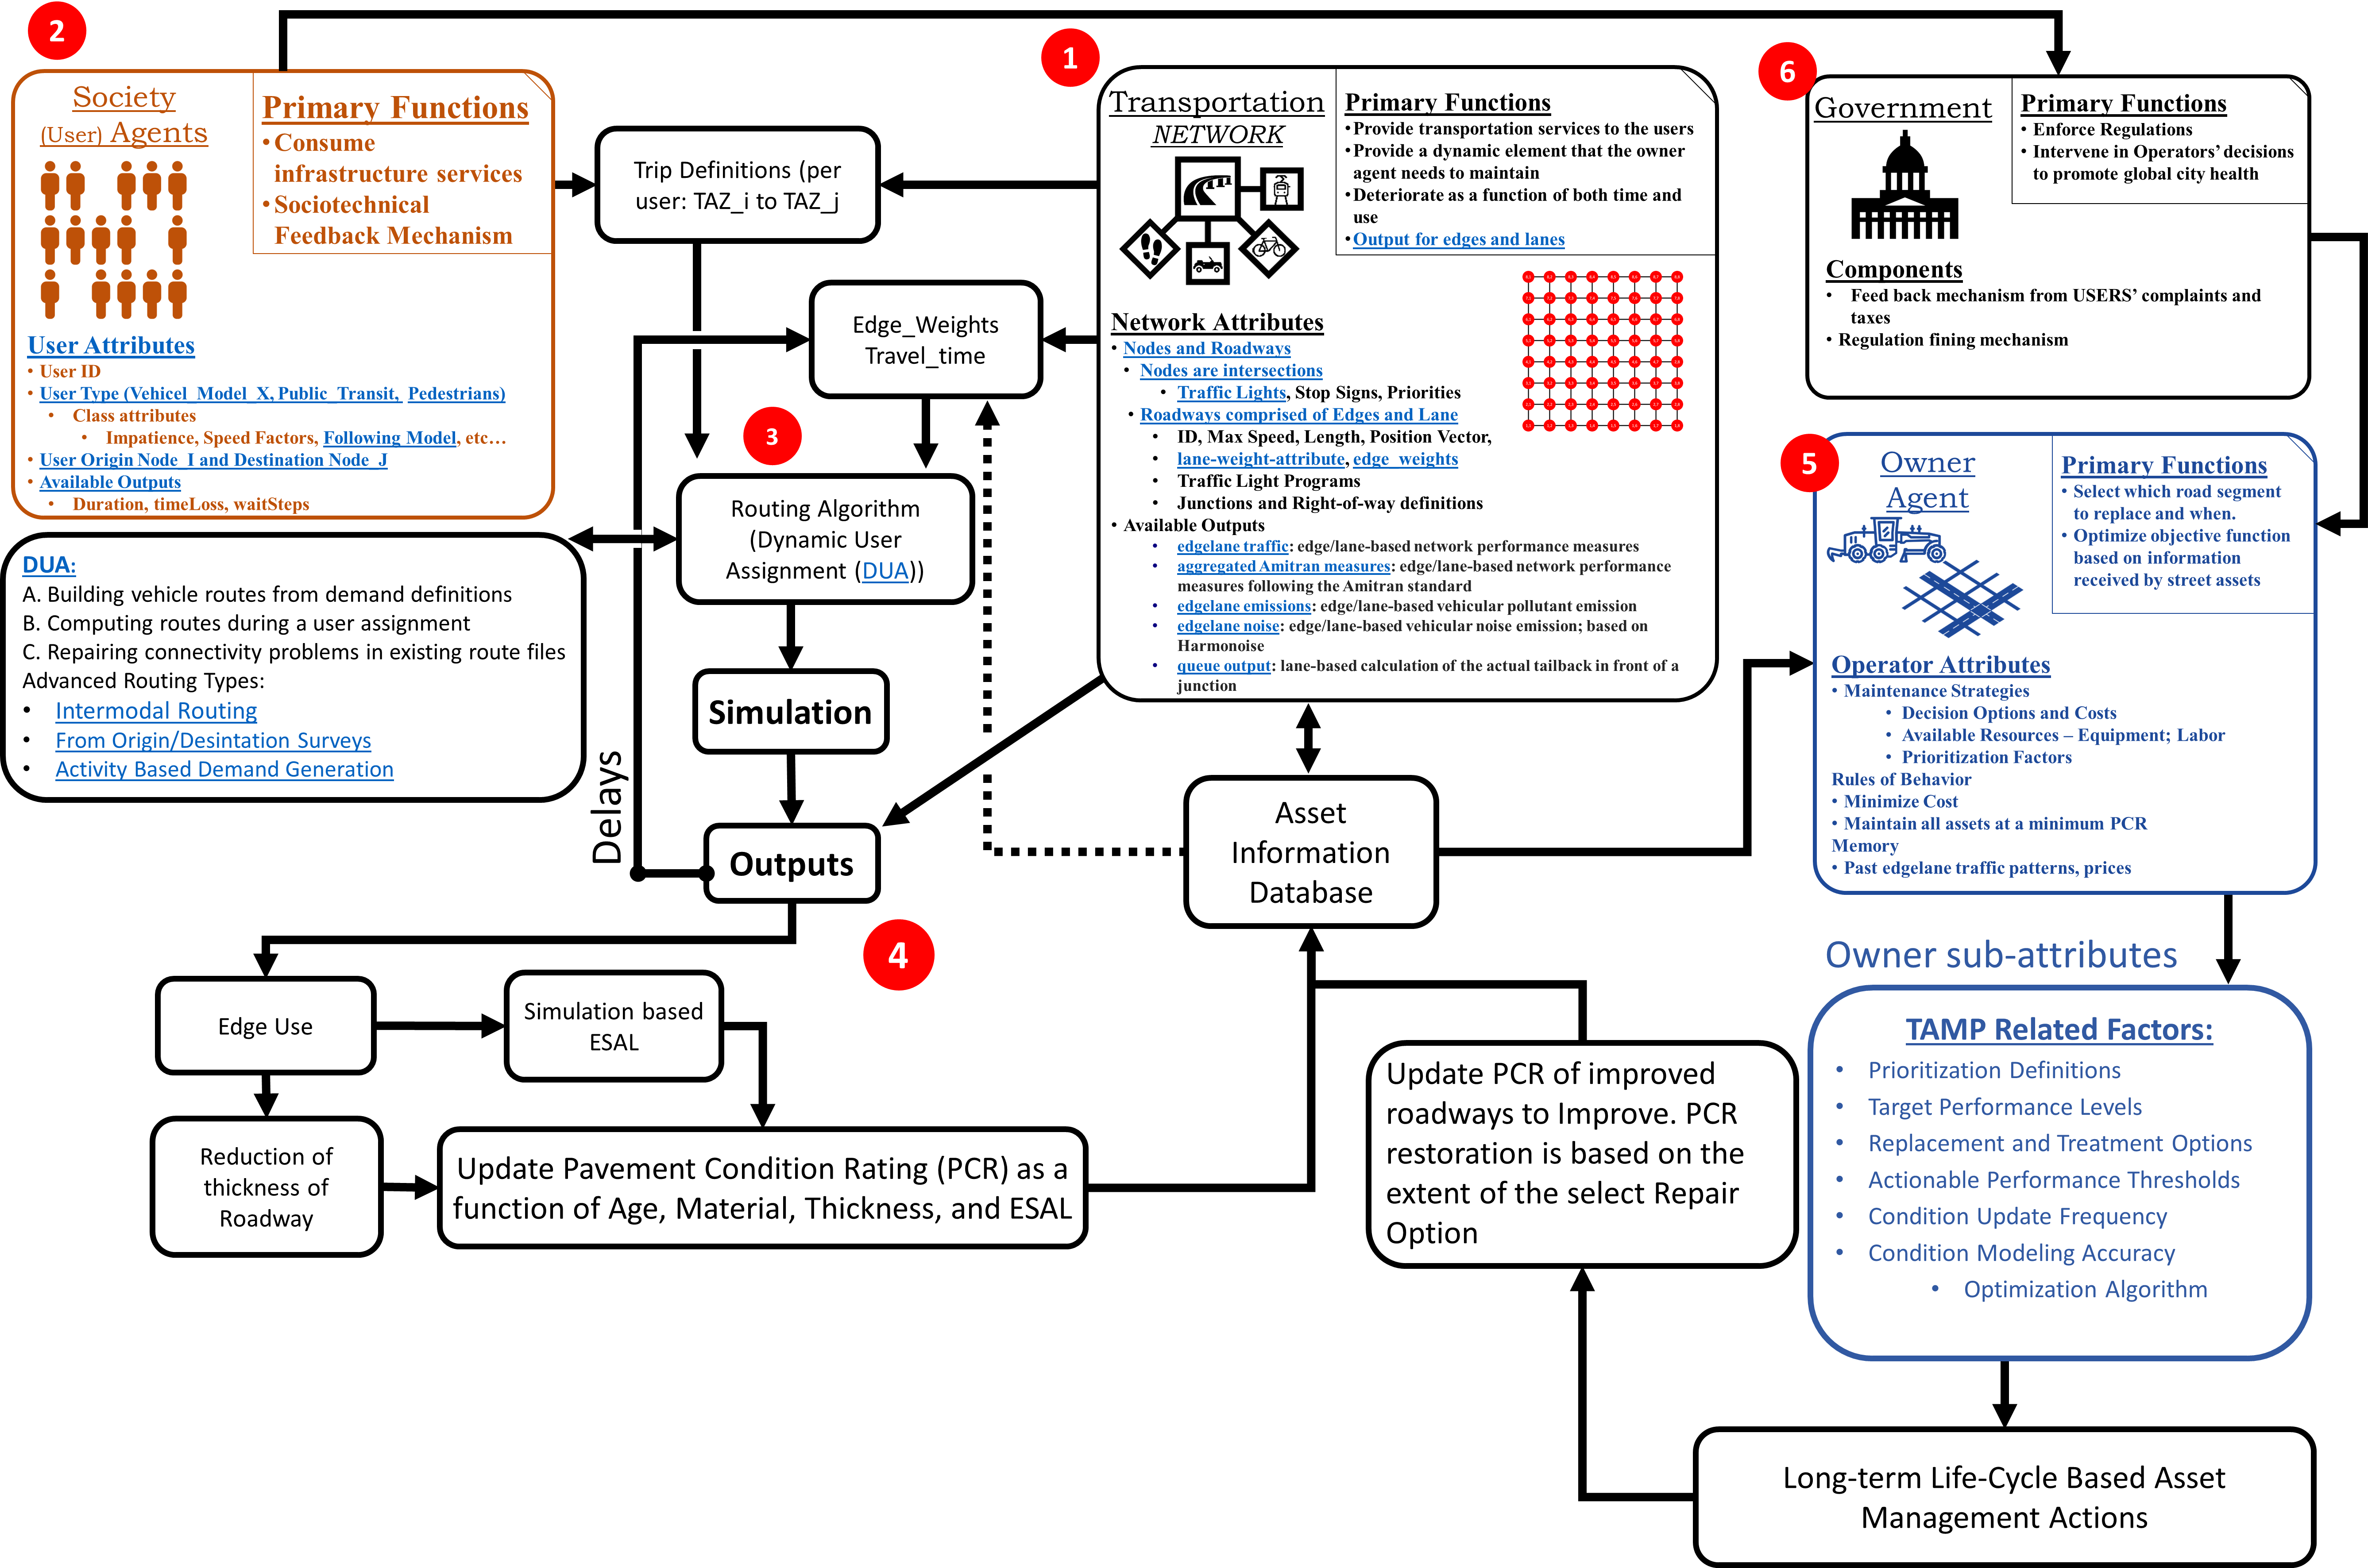 2
Society
(User) Agents
Primary Functions
• Consume
infrastructure services
• Sociotechnical
Feedback Mechanism
User Attributes
• User ID
• User Type (Vehicel_Model_X, Public_Transit, Pedestrians)
• Class attributes
• Impatience, Speed Factors, Following Model, etc…
• User Origin Node_I and Destination Node_J
• Available Outputs
• Duration, timeLoss, waitSteps
DUA:
A. Building vehicle routes from demand definitions
B. Computing routes during a user assignment
C. Repairing connectivity problems in existing route files
Advanced Routing Types:
• Intermodal Routing
• From Origin/Desintation Surveys
• Activity Based Demand Generation
Trip Definitions (per
user: TAZ_i to TAZ_j
Edge_Weights
Travel_time
3
Routing Algorithm
(Dynamic User
Assignment (DUA))
Simulation
Outputs
Delays
1
Transportation
NETWORK
Primary Functions
• Provide transportation services to the users
• Provide a dynamic element that the owner
agent needs to maintain
• Deteriorate as a function of both time and
use
• Output for edges and lanes
Network Attributes
• Nodes and Roadways
• Nodes are intersections
• Traffic Lights, Stop Signs, Priorities
• Roadways comprised of Edges and Lane
• ID, Max Speed, Length, Position Vector,
• lane-weight-attribute, edge_weights
• Traffic Light Programs
• Junctions and Right-of-way definitions
• Available Outputs
• edgelane traffic: edge/lane-based network performance measures
• aggregated Amitran measures: edge/lane-based network performance
measures following the Amitran standard
• edgelane emissions: edge/lane-based vehicular pollutant emission
• edgelane noise: edge/lane-based vehicular noise emission; based on
Harmonoise
• queue output: lane-based calculation of the actual tailback in front of a
junction
6
Government
Primary Functions
• Enforce Regulations
• Intervene in Operators' decisions
to promote global city health
Components
• Feed back mechanism from USERS' complaints and
taxes
• Regulation fining mechanism
5
Owner
Agent
Primary Functions
• Select which road segment
to replace and when.
• Optimize objective function
based on information
received by street assets
Operator Attributes
• Maintenance Strategies
• Decision Options and Costs
• Available Resources – Equipment; Labor
• Prioritization Factors
Rules of Behavior
• Minimize Cost
• Maintain all assets at a minimum PCR
Memory
• Past edgelane traffic patterns, prices
Asset
Information
Database
4
Edge Use
Simulation based
ESAL
Reduction of
thickness of
Roadway
Update Pavement Condition Rating (PCR) as a
function of Age, Material, Thickness, and ESAL
Update PCR of improved
roadways to Improve. PCR
restoration is based on the
extent of the select Repair
Option
Owner sub-attributes
TAMP Related Factors:
• Prioritization Definitions
• Target Performance Levels
• Replacement and Treatment Options
• Actionable Performance Thresholds
• Condition Update Frequency
• Condition Modeling Accuracy
• Optimization Algorithm
Long-term Life-Cycle Based Asset
Management Actions